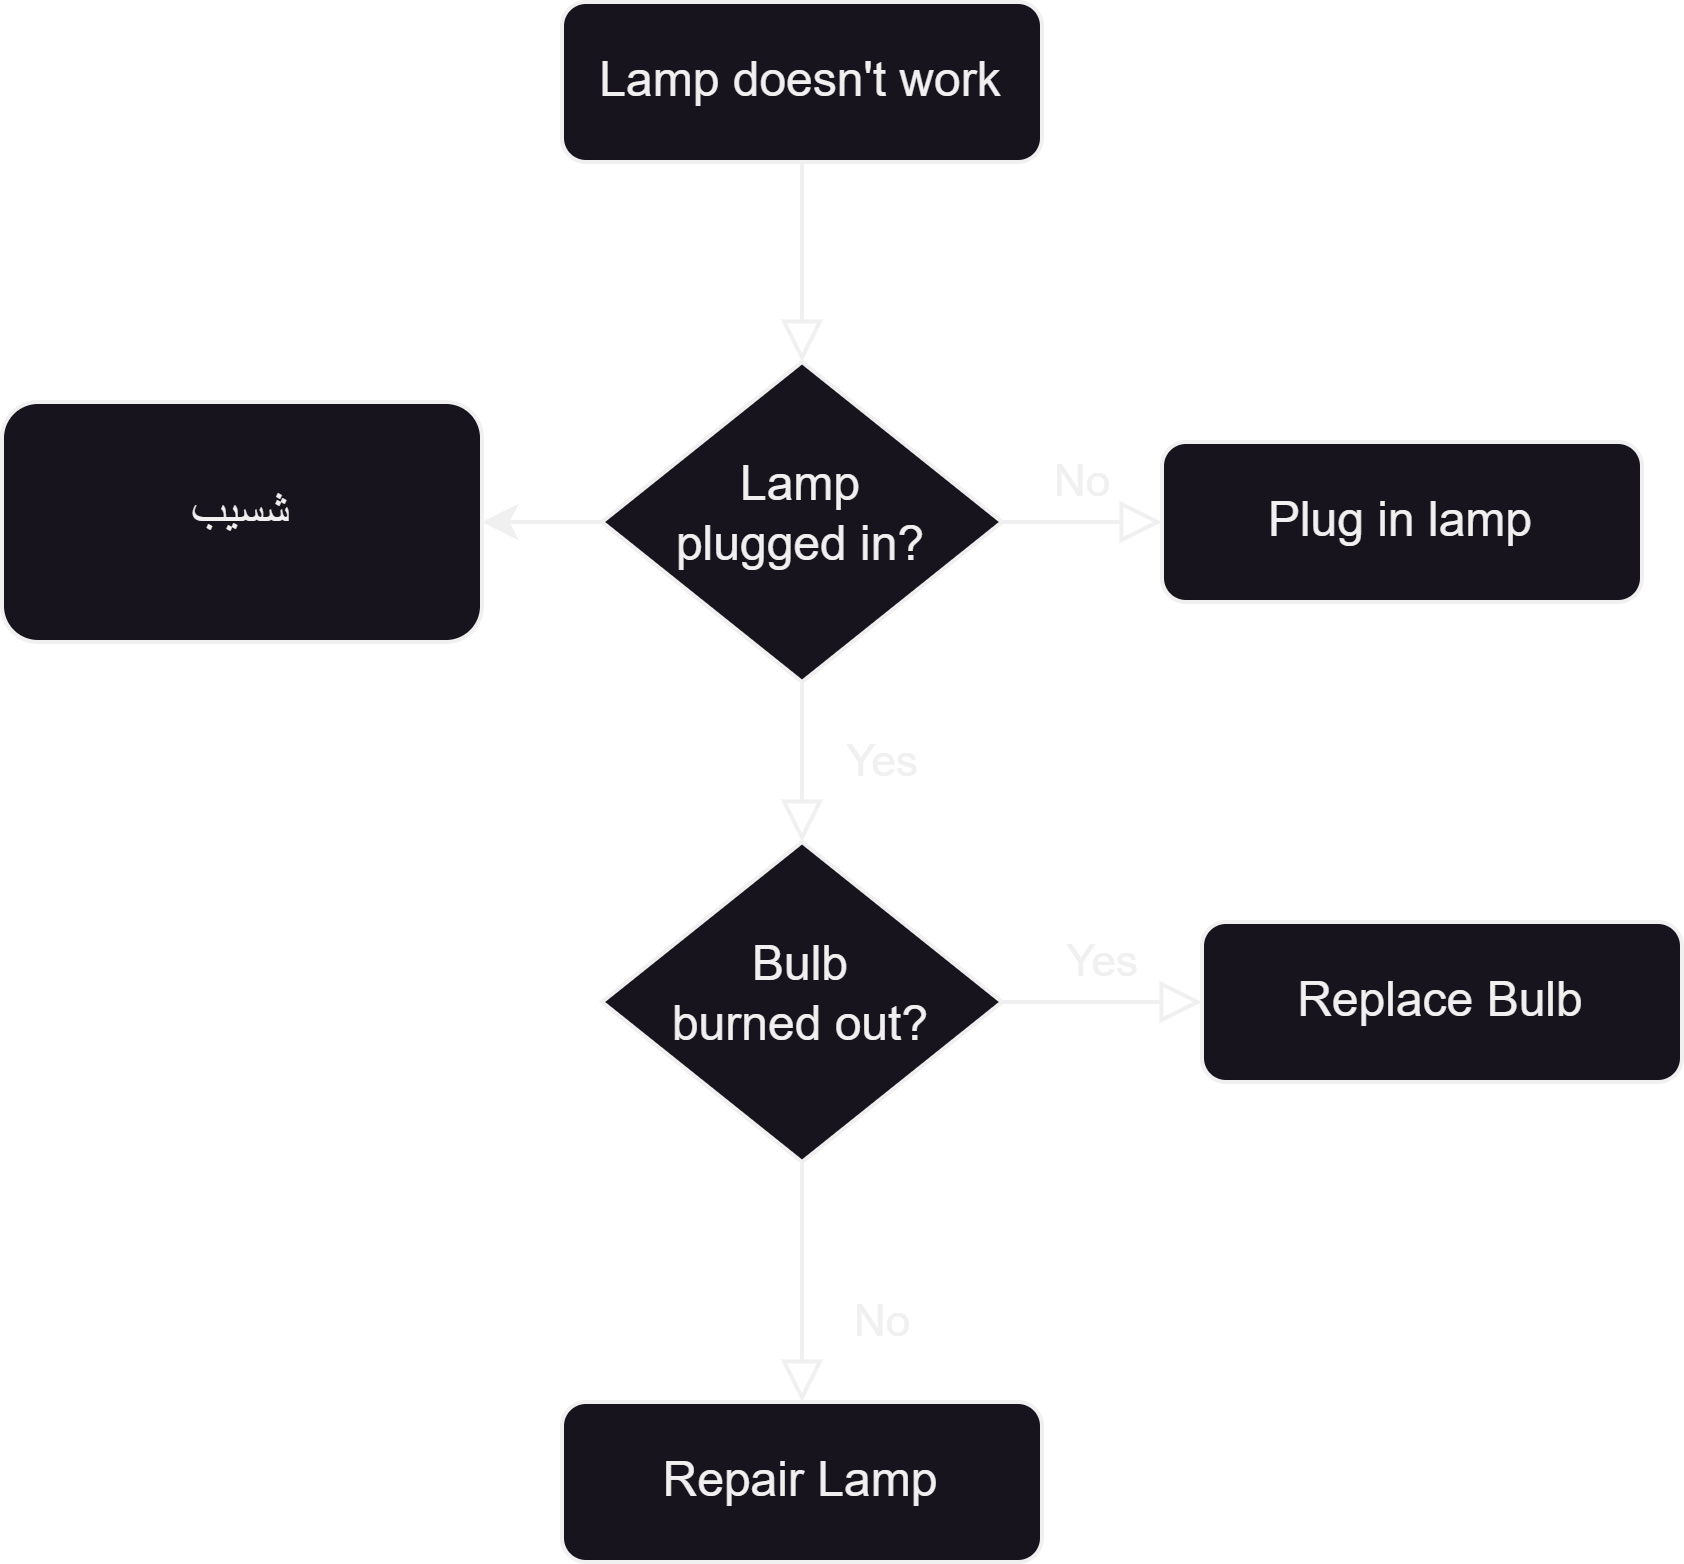 Lamp doesn't work
شسيب
Lamp
plugged in?
No
Plug in lamp
Yes
Bulb
burned out?
Yes
Replace Bulb
No
Repair Lamp